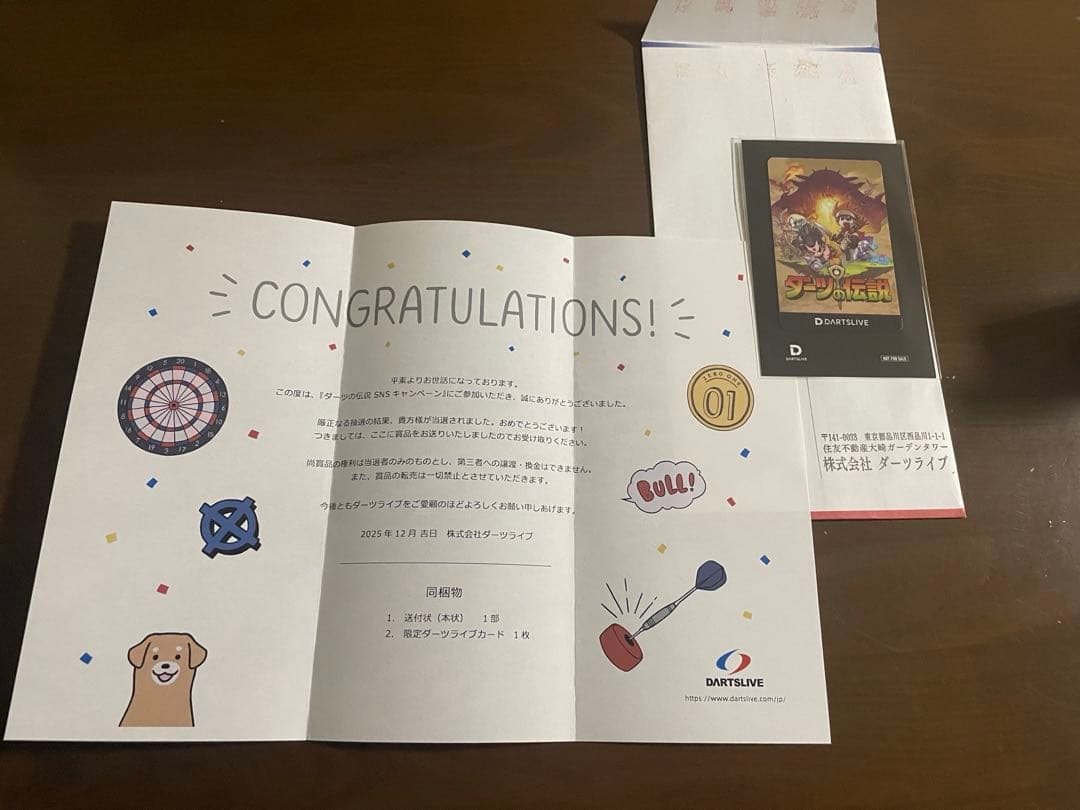 CONGRATULATIONS!
平素よりお世話になっております。
この度は、『ダーツの伝説 SNS キャンペーン』にご参加いただき、誠にありがとうございました。
厳正なる抽選の結果、貴方様が当選されました。おめでとうございます！
つきましては、ここに賞品をお送りいたしましたのでお受け取りください。
尚賞品の権利は当選者のみのものとし、第三者への譲渡・換金はできません。
また、賞品の転売は一切禁止とさせていただきます。
今後ともダーツライブをご愛顧のほどよろしくお願い申しあげます。
2025 年 12 月 吉日 株式会社ダーツライブ
同梱物
1. 送付状（本状） 1 部
2. 限定ダーツライブカード 1 枚
ZERO ONE
01
BULL!
DARTSLIVE
https://www.dartslive.com/jp/
ダーツの伝説
DARTSLIVE
DARTSLIVE
NOT FOR SALE
〒141-0033 東京都品川区西品川1-1-1
住友不動産大崎ガーデンタワー
株式会社 ダーツライブ